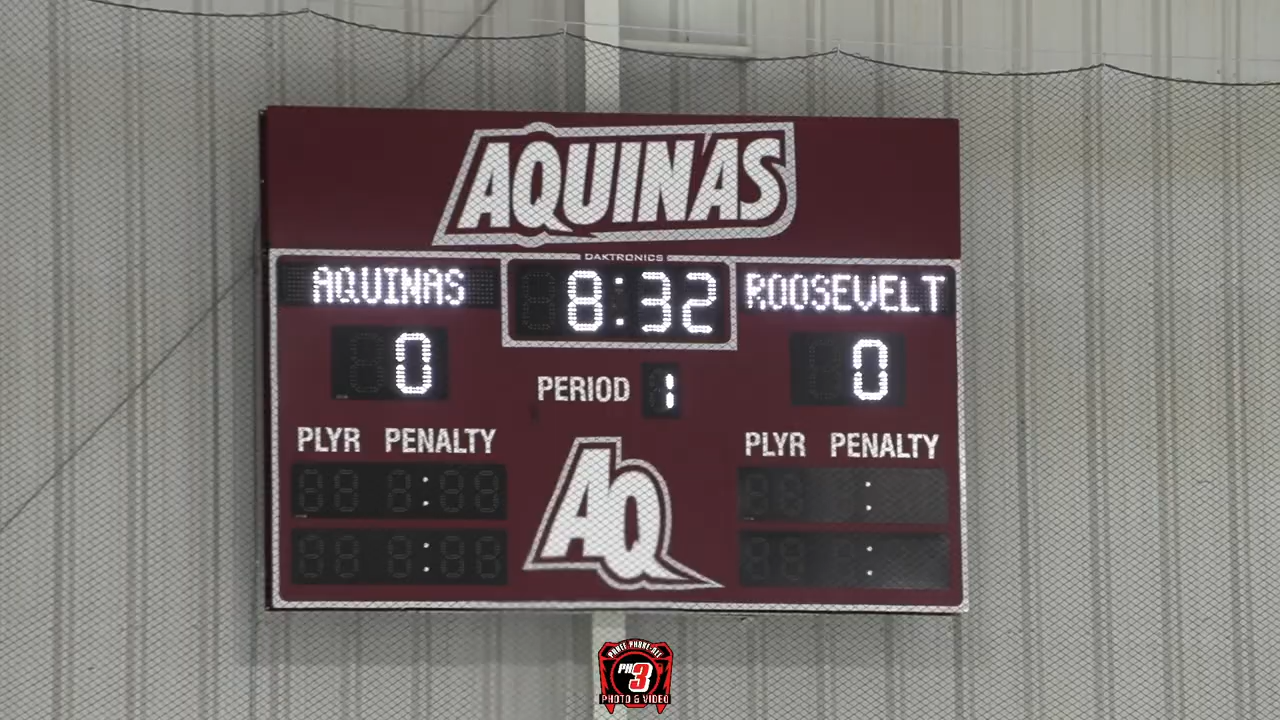 AQUINAS
DAKTRONICS
AQUINAS 8:32 ROOSEVELT
0 0
PERIOD 1
PLYR PENALTY PLYR PENALTY
AQ
PH3
PHOTO & VIDEO